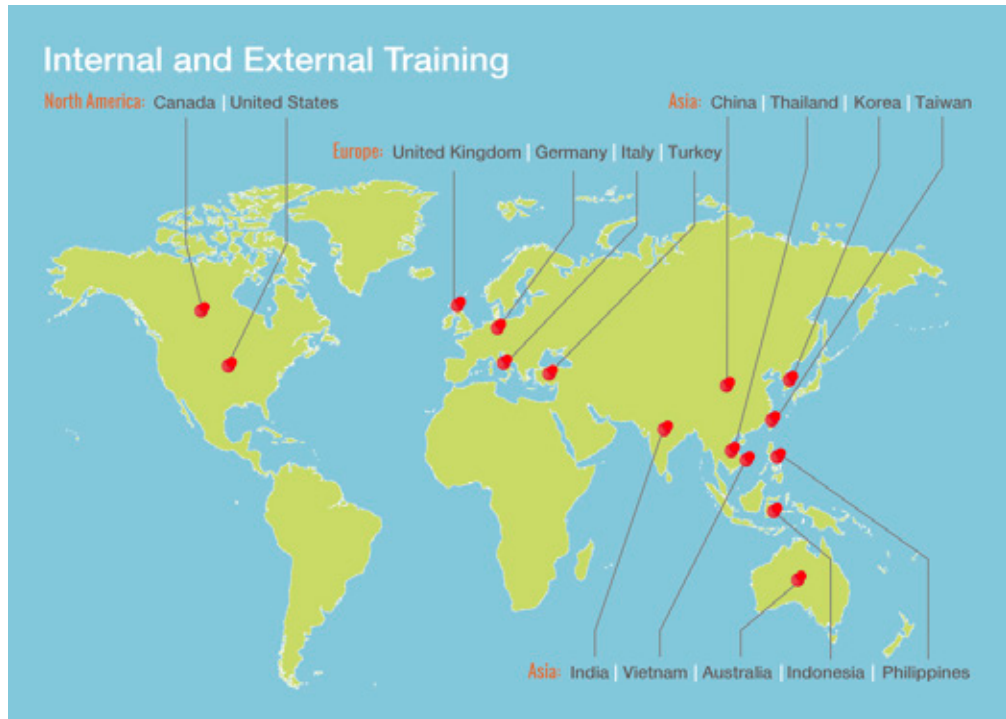 Internal and External Training
North America: Canada | United States
Asia: China | Thailand | Korea | Taiwan
Europe: United Kingdom | Germany | Italy | Turkey
Asia: India | Vietnam | Australia | Indonesia | Philippines